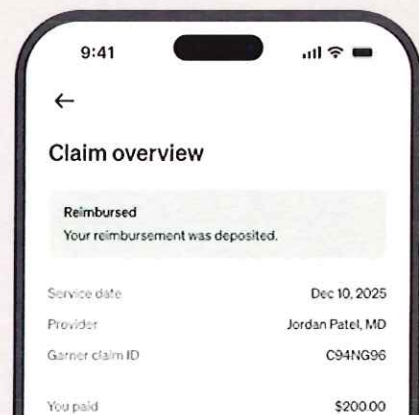 9:41
Claim overview
Reimbursed
Your reimbursement was deposited.
Service date Dec 10, 2025
Provider Jordan Patel, MD
Garner claim ID C94NG96
You paid $200.00